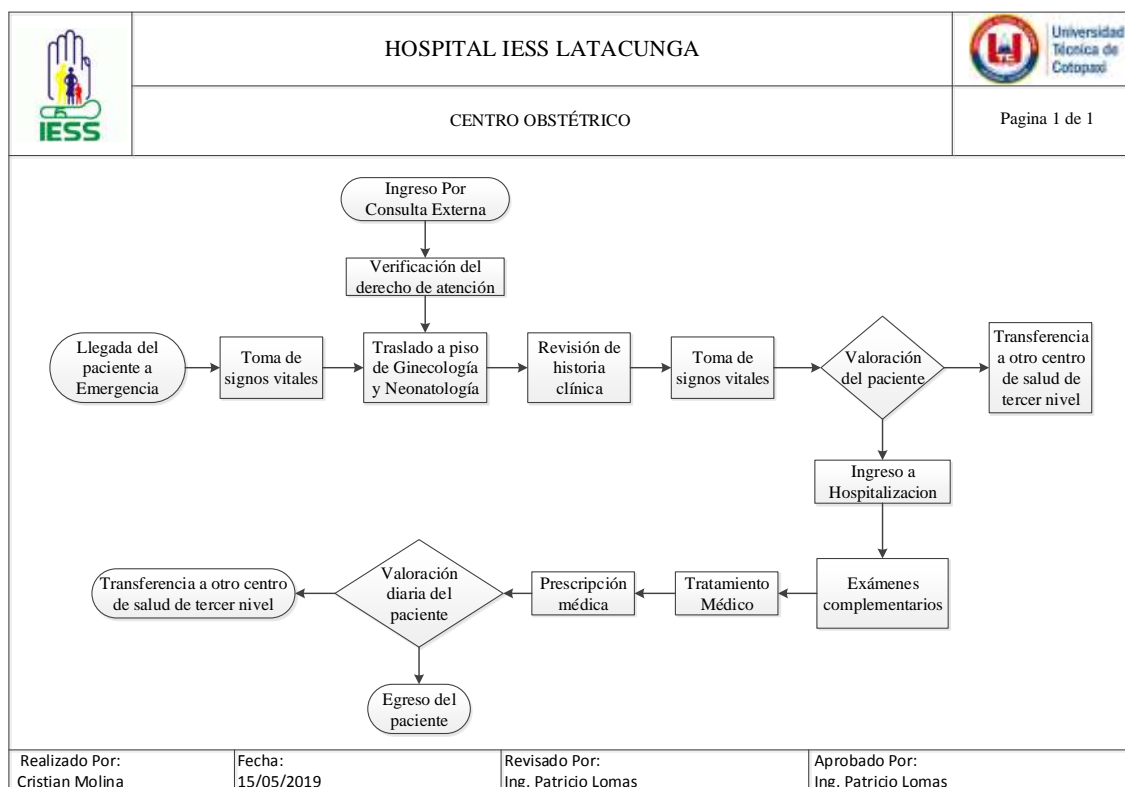 HOSPITAL IESS LATACUNGA
IESS
Universidad
Técnica de
Cotopaxi
CENTRO OBSTÉTRICO
Pagina 1 de 1
Ingreso Por
Consulta Externa
Verificación del
derecho de atención
Llegada del
paciente a
Emergencia
Toma de
signos vitales
Traslado a piso
de Ginecología
y Neonatología
Revisión de
historia
clínica
Toma de
signos vitales
Valoración
del paciente
Transferencia
a otro centro
de salud de
tercer nivel
Ingreso a
Hospitalizacion
Exámenes
complementarios
Tratamiento
Médico
Prescripción
médica
Valoración
diaria del
paciente
Transferencia a otro centro
de salud de tercer nivel
Egreso del
paciente
Realizado Por:
Cristian Molina
Fecha:
15/05/2019
Revisado Por:
Ing. Patricio Lomas
Aprobado Por:
Ing. Patricio Lomas